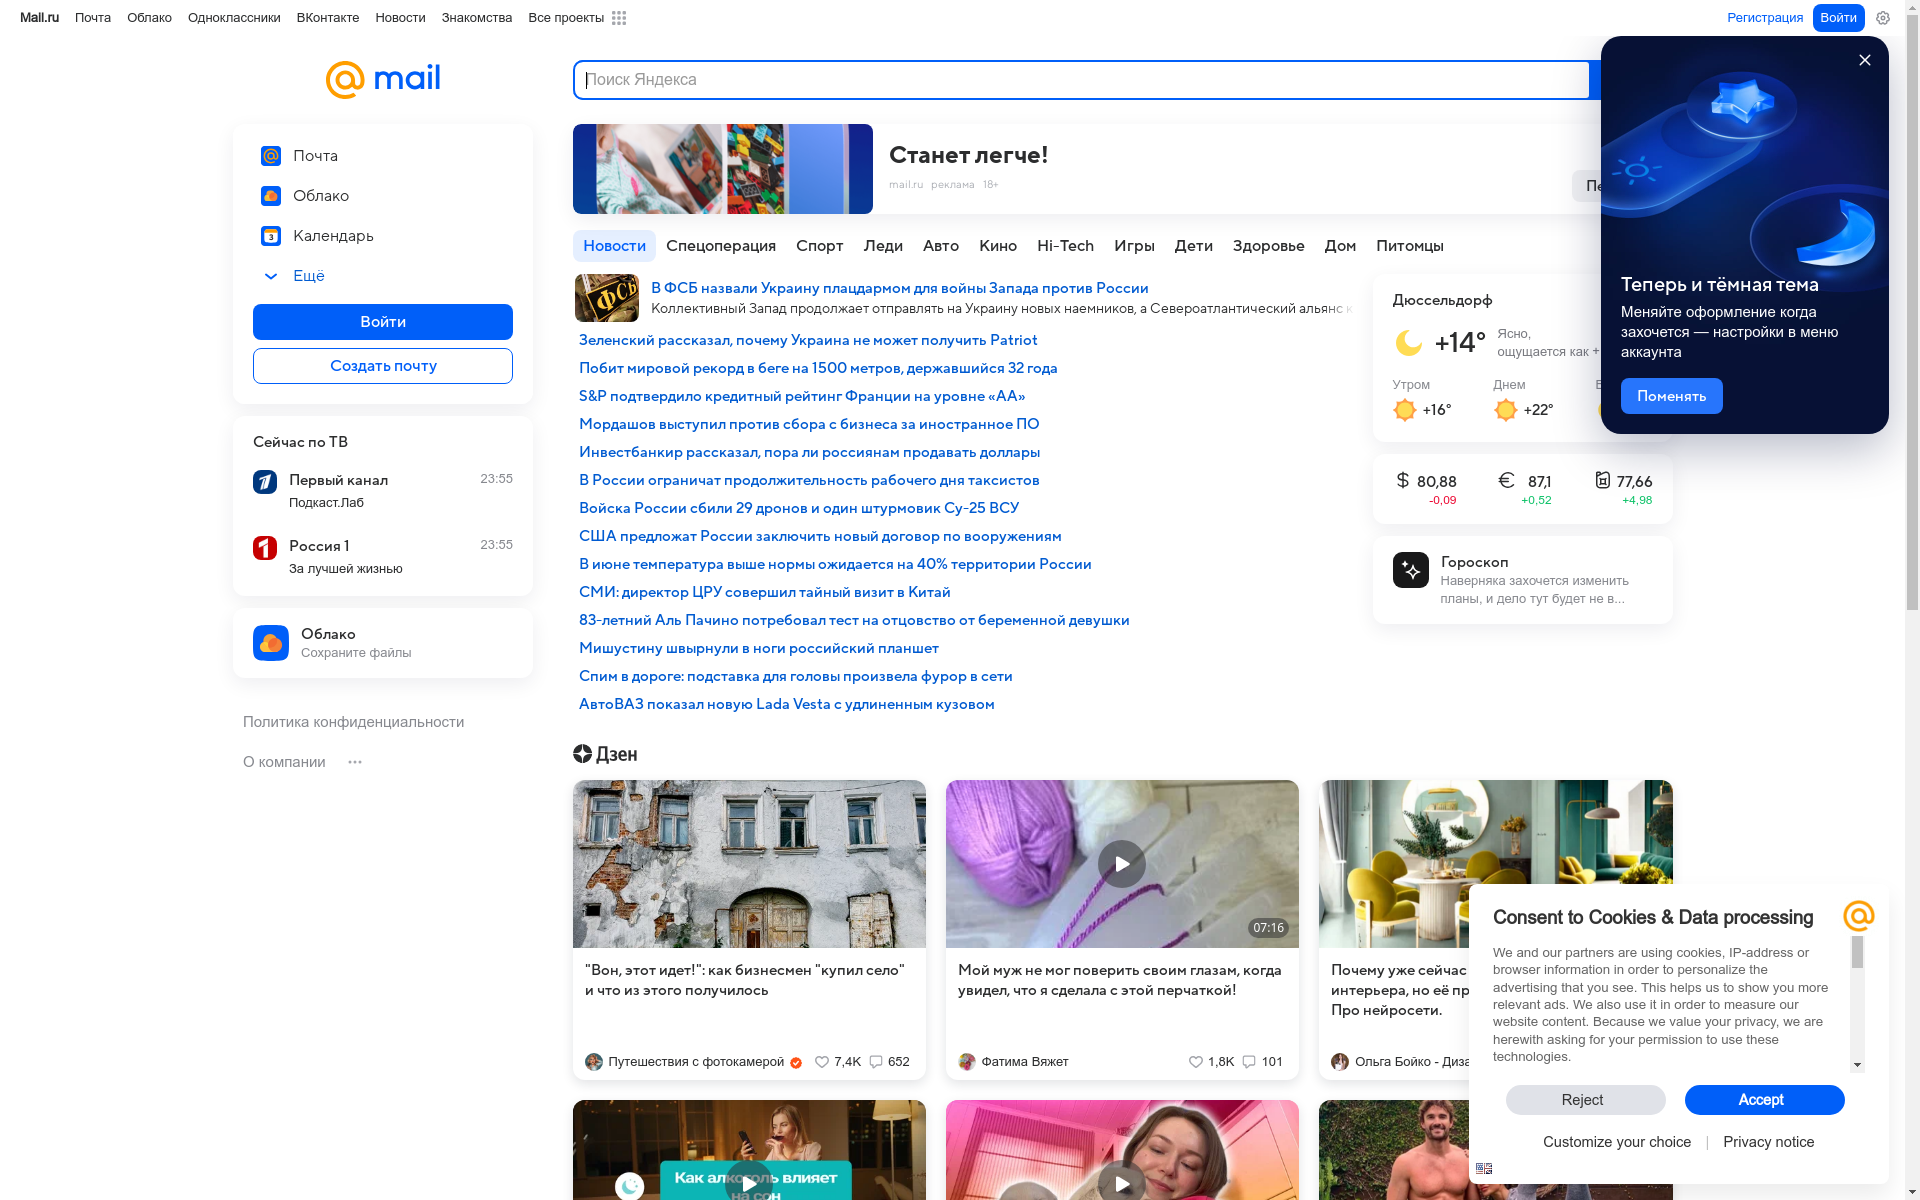 Mail.ru
Почта
Облако
Одноклассники
ВКонтакте
Новости
Знакомства
Все проекты
Регистрация
Войти
mail
Поиск Яндекса
Почта
Облако
3
Календарь
Ещё
Войти
Создать почту
Сейчас по ТВ
Первый канал
23:55
Подкаст.Лаб
Россия 1
23:55
За лучшей жизнью
Облако
Сохраните файлы
Политика конфиденциальности
О компании
Станет легче!
mail.ru реклама 18+
Новости
Спецоперация
Спорт
Леди
Авто
Кино
Hi-Tech
Игры
Дети
Здоровье
Дом
Питомцы
ФСБ
В ФСБ назвали Украину плацдармом для войны Запада против России
Коллективный Запад продолжает отправлять на Украину новых наемников, а Североатлантический альянс к
Зеленский рассказал, почему Украина не может получить Patriot
Побит мировой рекорд в беге на 1500 метров, державшийся 32 года
S&P подтвердило кредитный рейтинг Франции на уровне «AA»
Мордашов выступил против сбора с бизнеса за иностранное ПО
Инвестбанкир рассказал, пора ли россиянам продавать доллары
В России ограничат продолжительность рабочего дня таксистов
Войска России сбили 29 дронов и один штурмовик Су-25 ВСУ
США предложат России заключить новый договор по вооружениям
В июне температура выше нормы ожидается на 40% территории России
СМИ: директор ЦРУ совершил тайный визит в Китай
83-летний Аль Пачино потребовал тест на отцовство от беременной девушки
Мишустину швырнули в ноги российский планшет
Спим в дороге: подставка для головы произвела фурор в сети
АвтоВАЗ показал новую Lada Vesta с удлиненным кузовом
Дюссельдорф
+14°
Ясно,
ощущается как +
Утром
Днем
+16°
+22°
$ 80,88
-0,09
€ 87,1
+0,52
77,66
+4,98
Гороскоп
Наверняка захочется изменить
планы, и дело тут будет не в...
Теперь и тёмная тема
Меняйте оформление когда
захочется — настройки в меню
аккаунта
Поменять
Дзен
"Вон, этот идет!": как бизнесмен "купил село"
и что из этого получилось
Путешествия с фотокамерой
7,4K
652
07:16
Мой муж не мог поверить своим глазам, когда
увидел, что я сделала с этой перчаткой!
Фатима Вяжет
1,8K
101
Почему уже сейчас
интерьера, но её пр
Про нейросети.
Ольга Бойко - Диза
Как алкоголь влияет
на сон
Consent to Cookies & Data processing
We and our partners are using cookies, IP-address or
browser information in order to personalize the
advertising that you see. This helps us to show you more
relevant ads. We also use it in order to measure our
website content. Because we value your privacy, we are
herewith asking for your permission to use these
technologies.
Reject
Accept
Customize your choice
Privacy notice